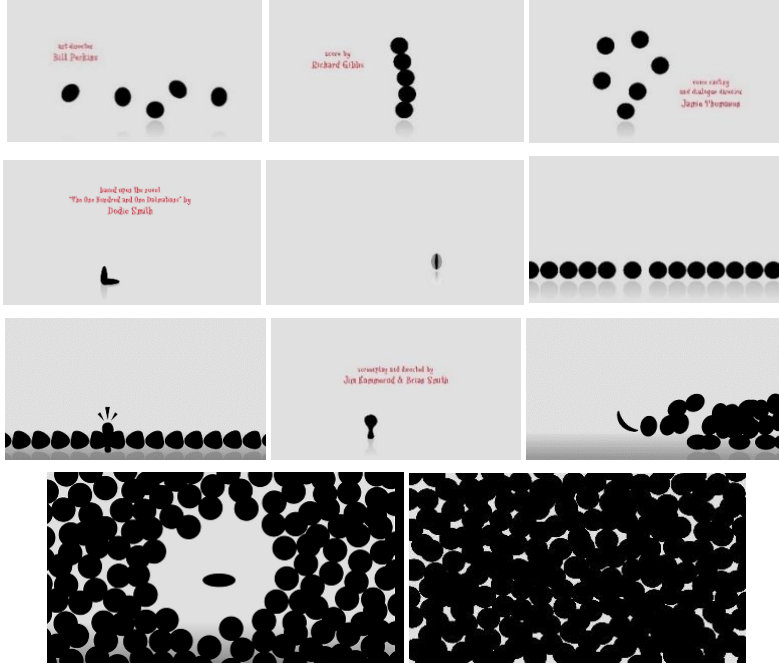 art director
Bill Perkins
score by
Richard Gibbs
voice casting
and dialogue director
Jamie Thomason
based upon the novel
"The One Hundred and One Dalmatians" by
Dodie Smith
screenplay and directed by
Jim Kammerud & Brian Smith